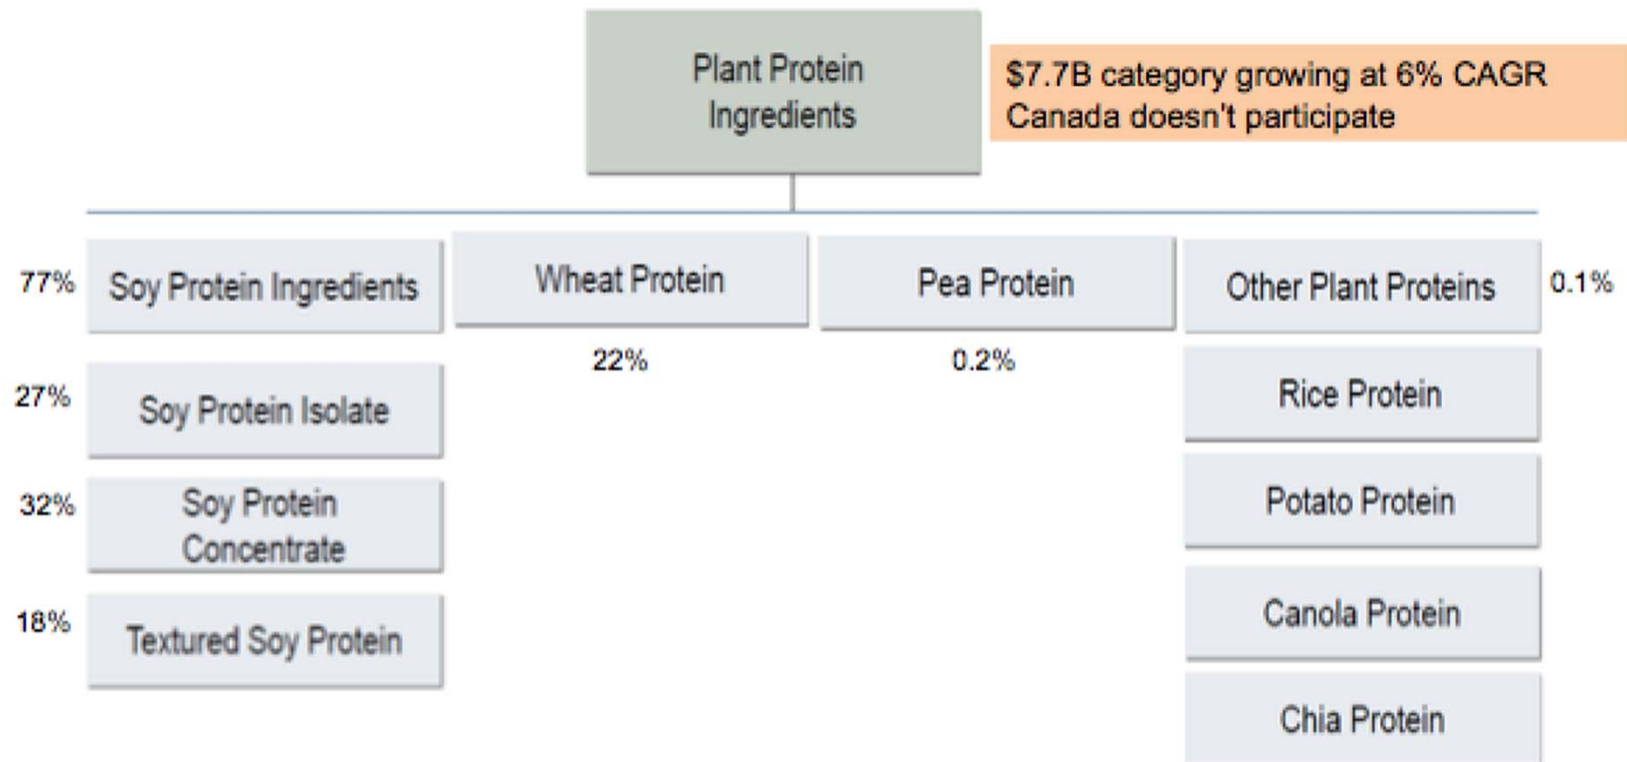 Plant Protein
Ingredients
$7.7B category growing at 6% CAGR
Canada doesn't participate
77%
Soy Protein Ingredients
Wheat Protein
Pea Protein
Other Plant Proteins
0.1%
22%
0.2%
27%
Soy Protein Isolate
Rice Protein
32%
Soy Protein
Concentrate
Potato Protein
18%
Textured Soy Protein
Canola Protein
Chia Protein